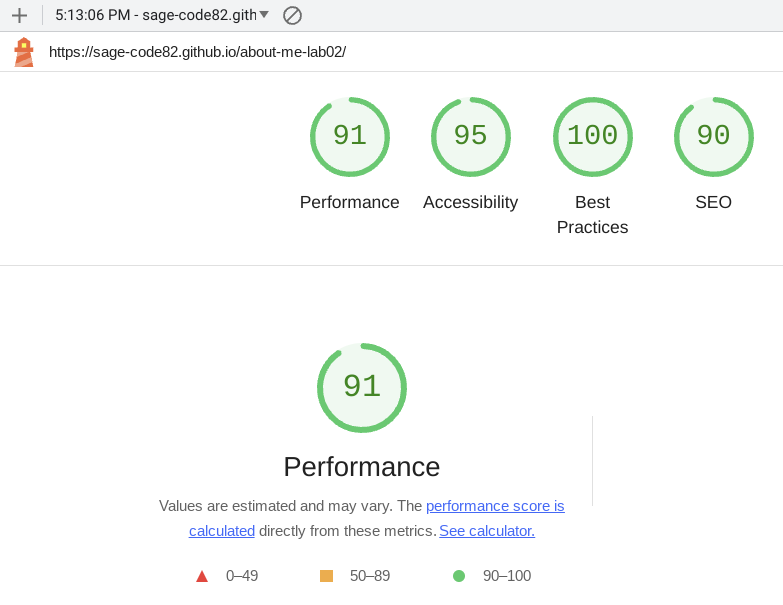 5:13:06 PM - sage-code82.gith
https://sage-code82.github.io/about-me-lab02/
91 95 100 90
Performance Accessibility Best Practices SEO
91
Performance
Values are estimated and may vary. The performance score is
calculated directly from these metrics. See calculator.
0–49 50–89 90–100